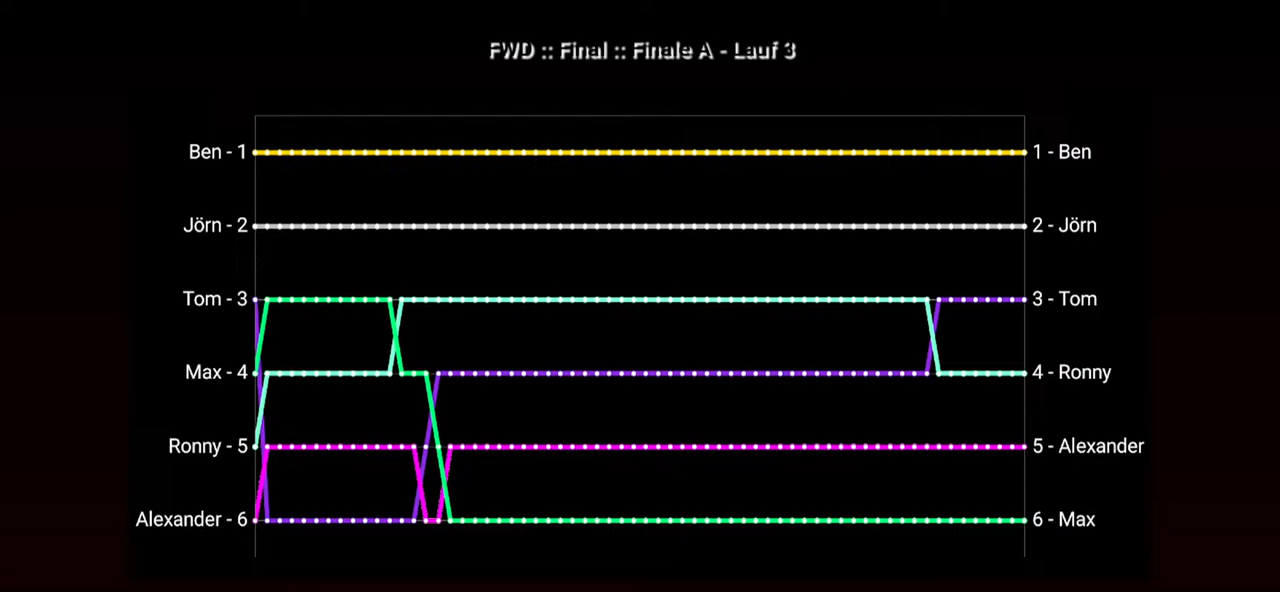 FWD :: Final :: Finale A - Lauf 3
Ben - 1
1 - Ben
Jörn - 2
2 - Jörn
Tom - 3
3 - Tom
Max - 4
4 - Ronny
Ronny - 5
5 - Alexander
Alexander - 6
6 - Max